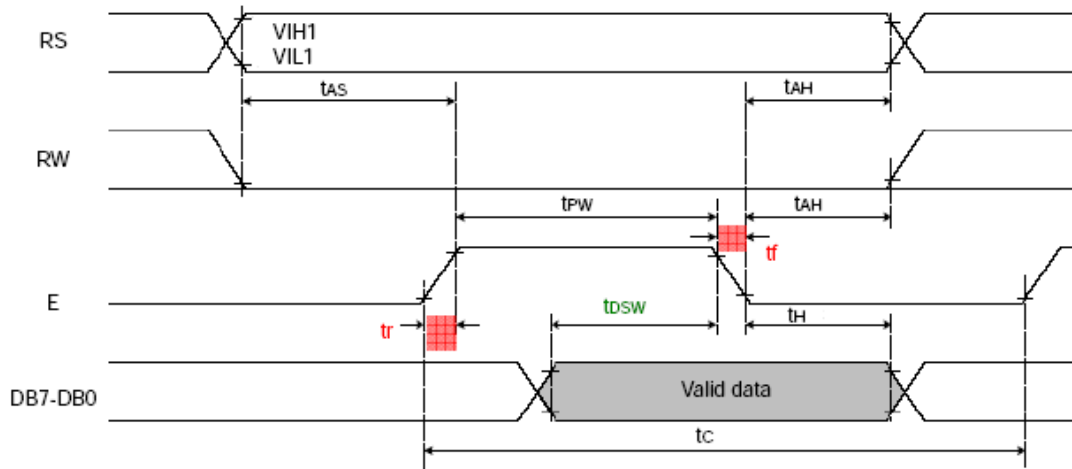 RS
VIH1
VIL1
tAS
tAH
RW
tPW
tAH
tf
E
tDSW
tH
tr
DB7-DB0
Valid data
tC